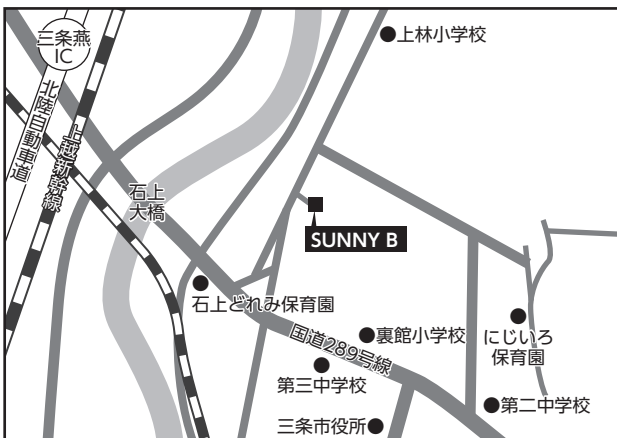 三条燕
IC
北陸自動車道
上越新幹線
上林小学校
石上
大橋
SUNNY B
石上どれみ保育園
国道289号線
裏館小学校
にじいろ
保育園
第三中学校
第二中学校
三条市役所